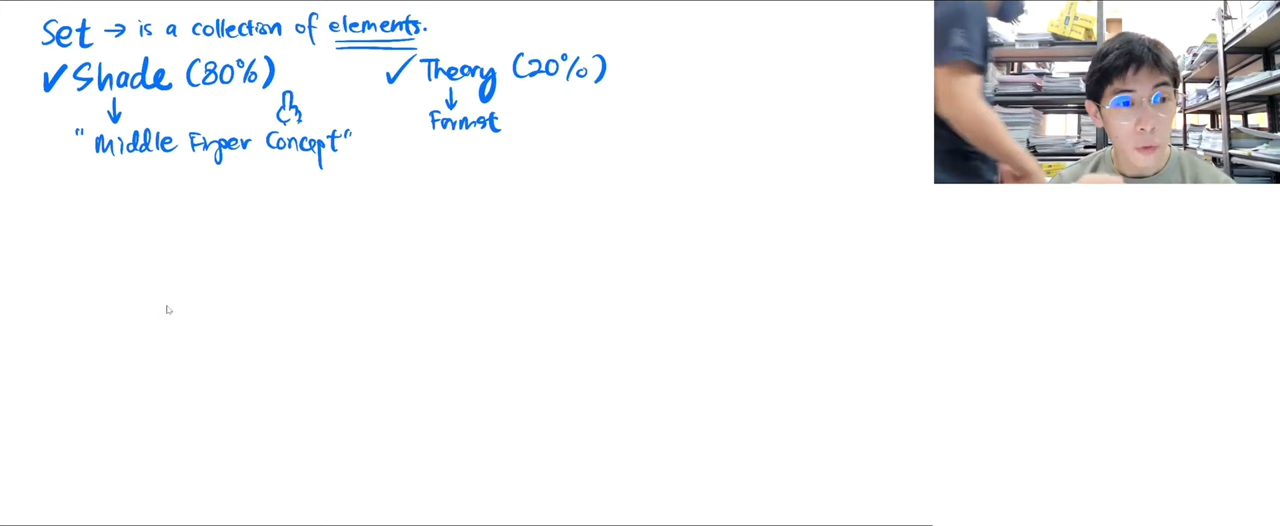 Set → is a collection of elements.
✓ Shade (80%) ✓ Theory (20%)
↓ ↓
Format
"Middle Finger Concept"